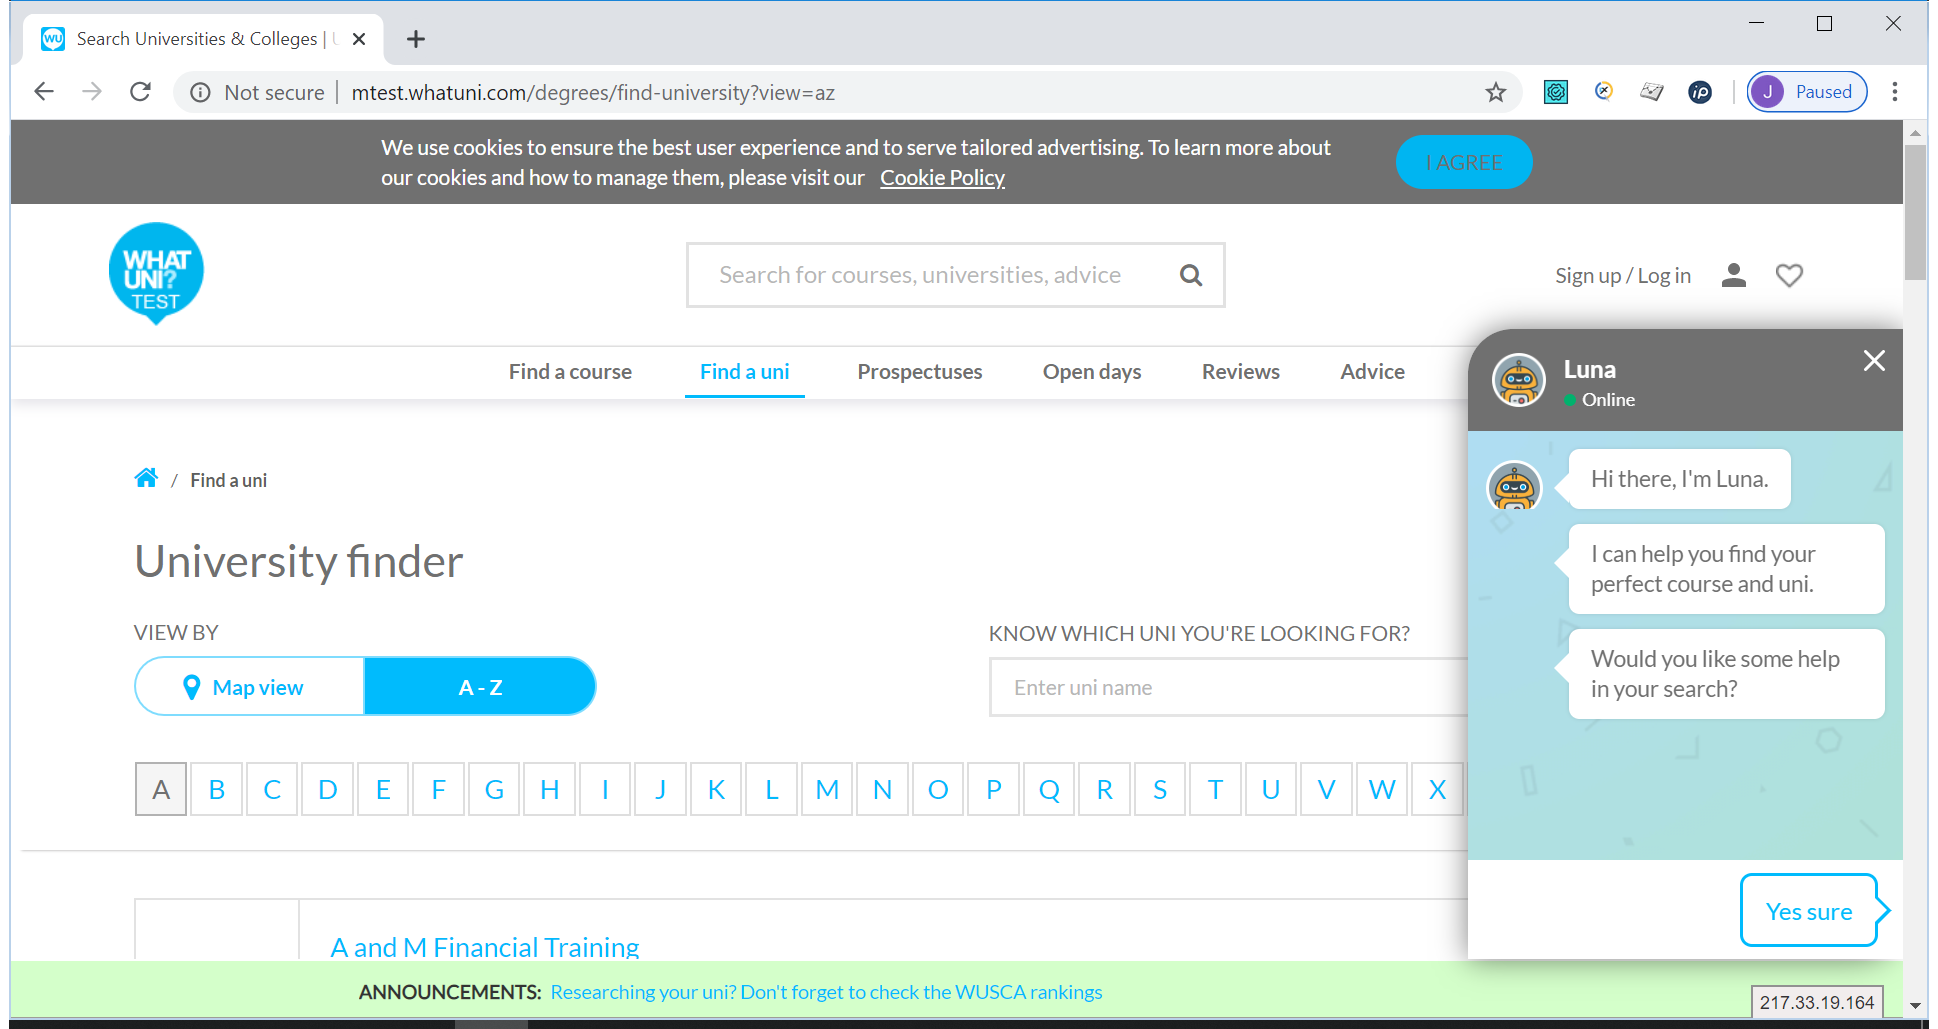 WU Search Universities & Colleges |
Not secure | mtest.whatuni.com/degrees/find-university?view=az
ip
J Paused
We use cookies to ensure the best user experience and to serve tailored advertising. To learn more about
our cookies and how to manage them, please visit our Cookie Policy
I AGREE
WHAT
UNI?
TEST
Search for courses, universities, advice
Sign up / Log in
Find a course Find a uni Prospectuses Open days Reviews Advice
/ Find a uni
University finder
VIEW BY
Map view A - Z
KNOW WHICH UNI YOU'RE LOOKING FOR?
Enter uni name
A B C D E F G H I J K L M N O P Q R S T U V W X
A and M Financial Training
Luna
Online
Hi there, I'm Luna.
I can help you find your
perfect course and uni.
Would you like some help
in your search?
Yes sure
ANNOUNCEMENTS: Researching your uni? Don't forget to check the WUSCA rankings
217.33.19.164